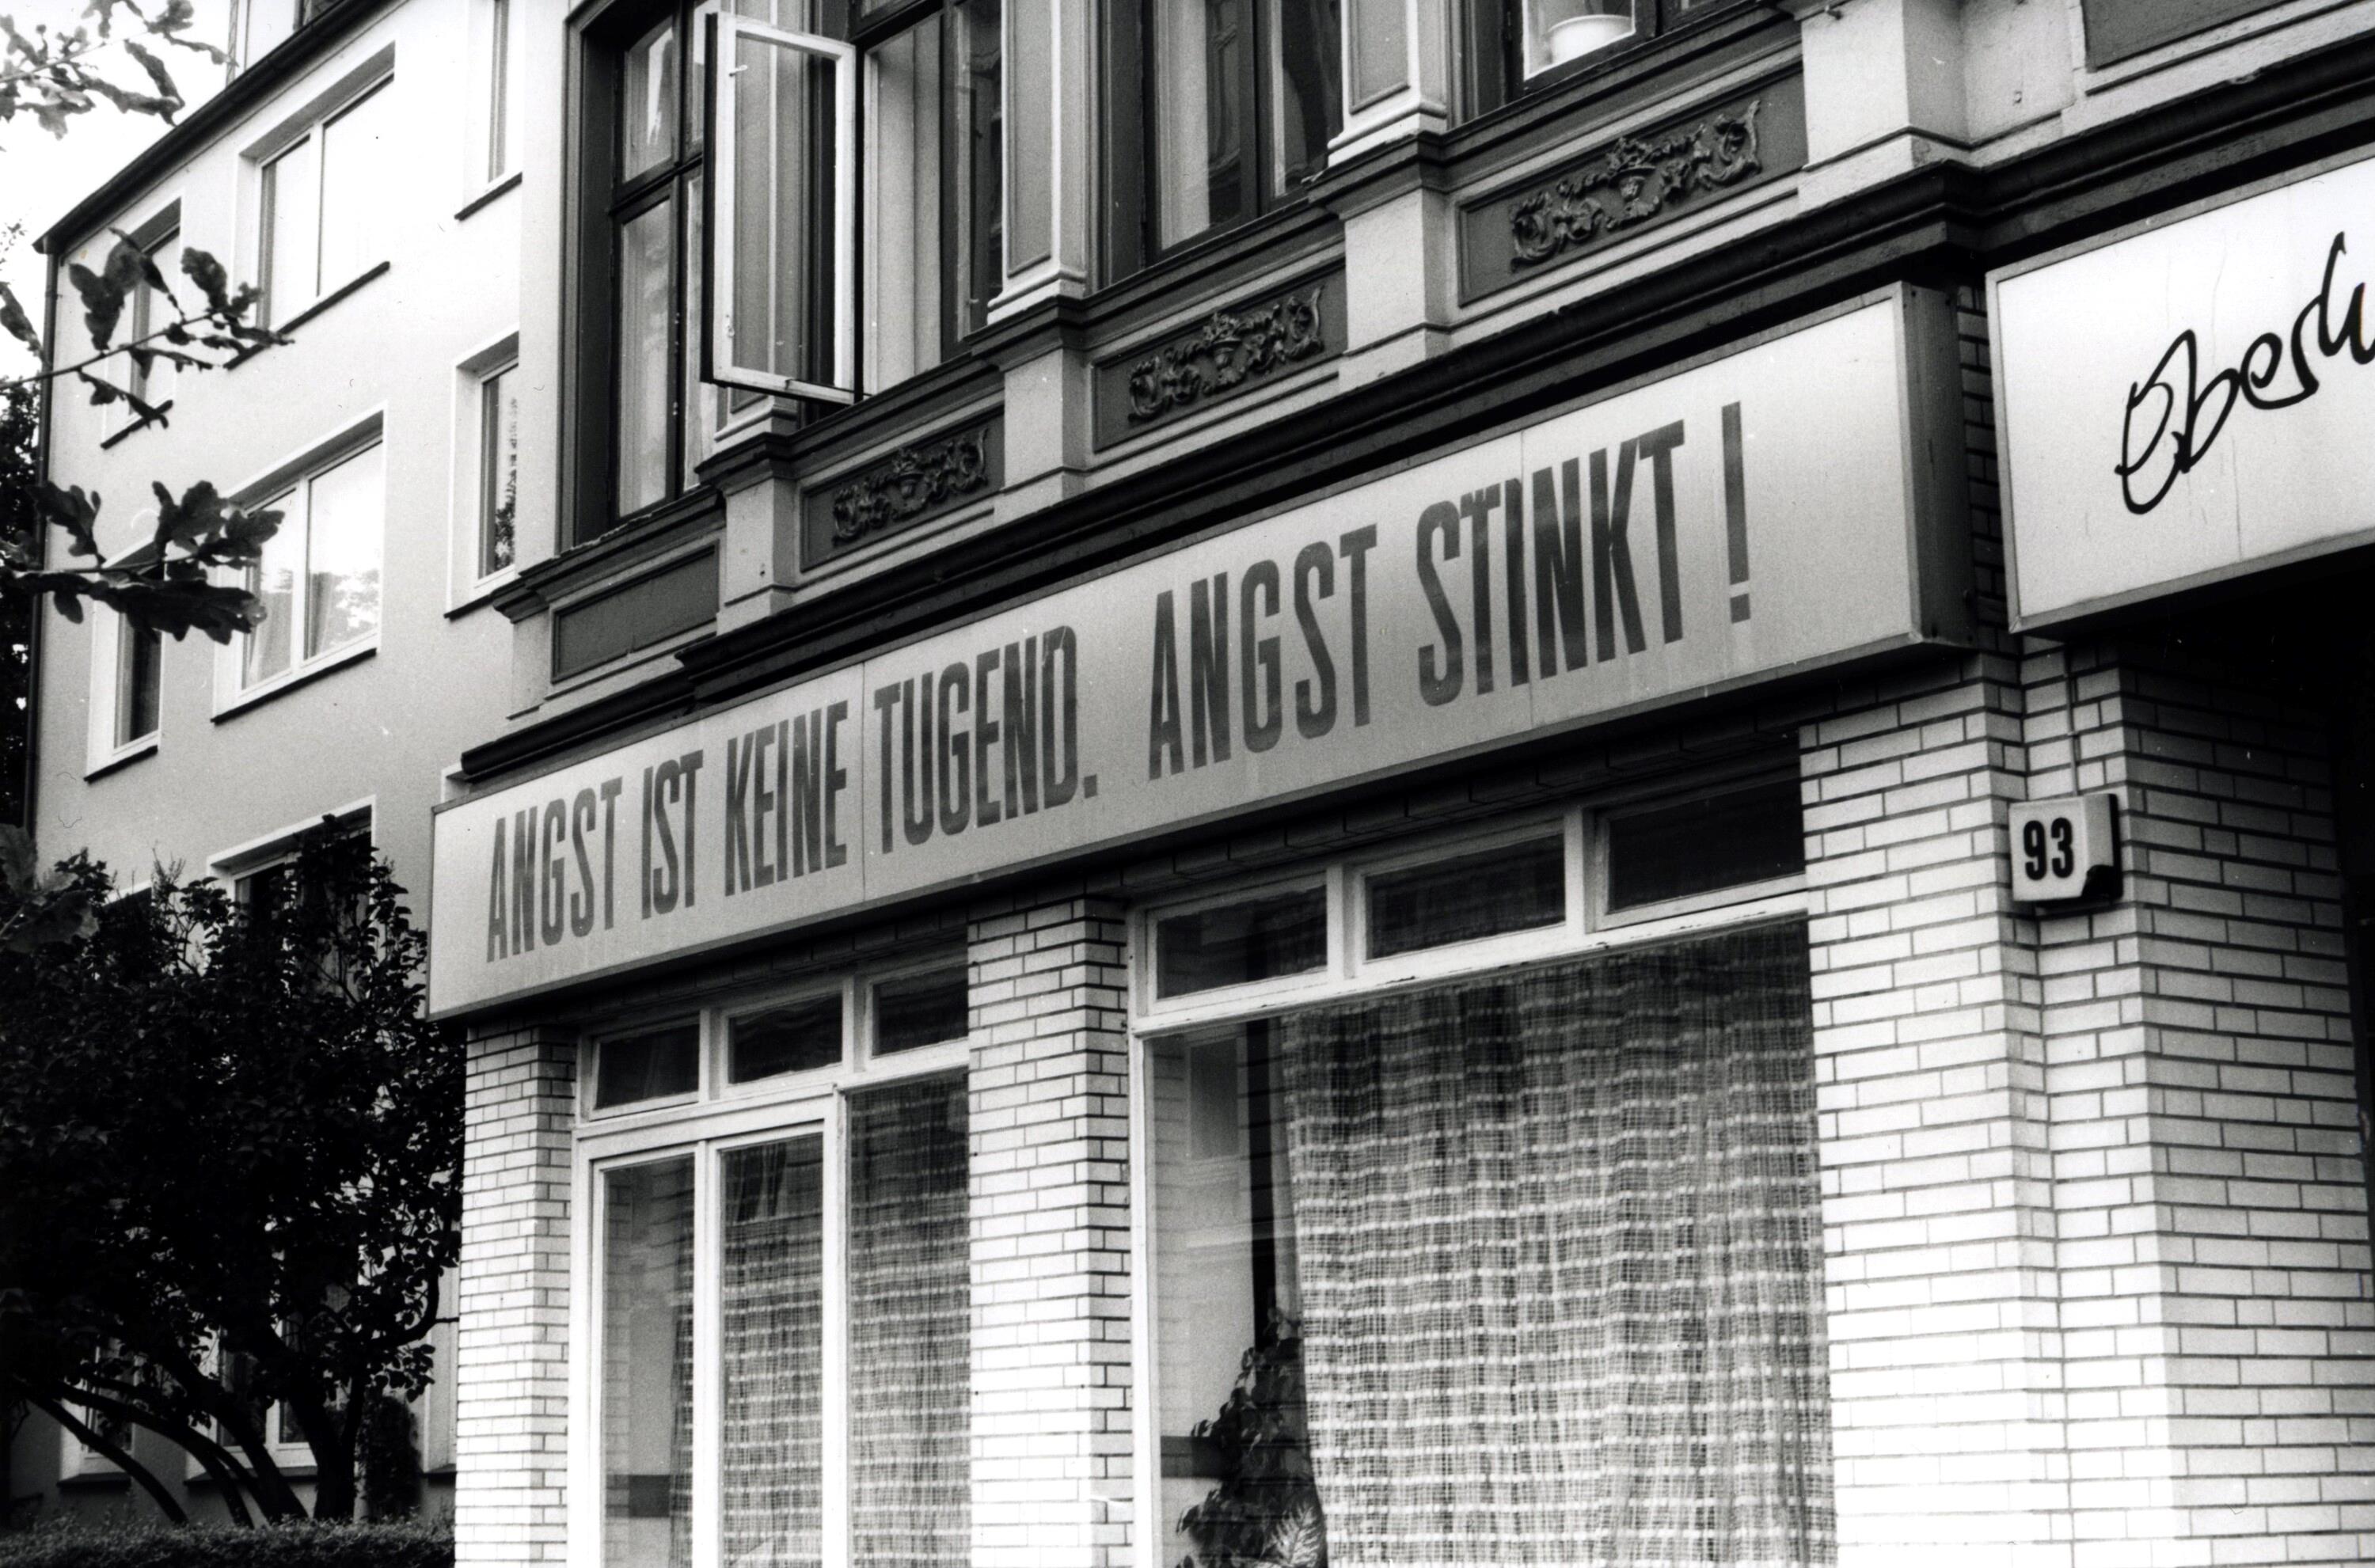 ANGST IST KEINE TUGEND. ANGST STINKT!
93